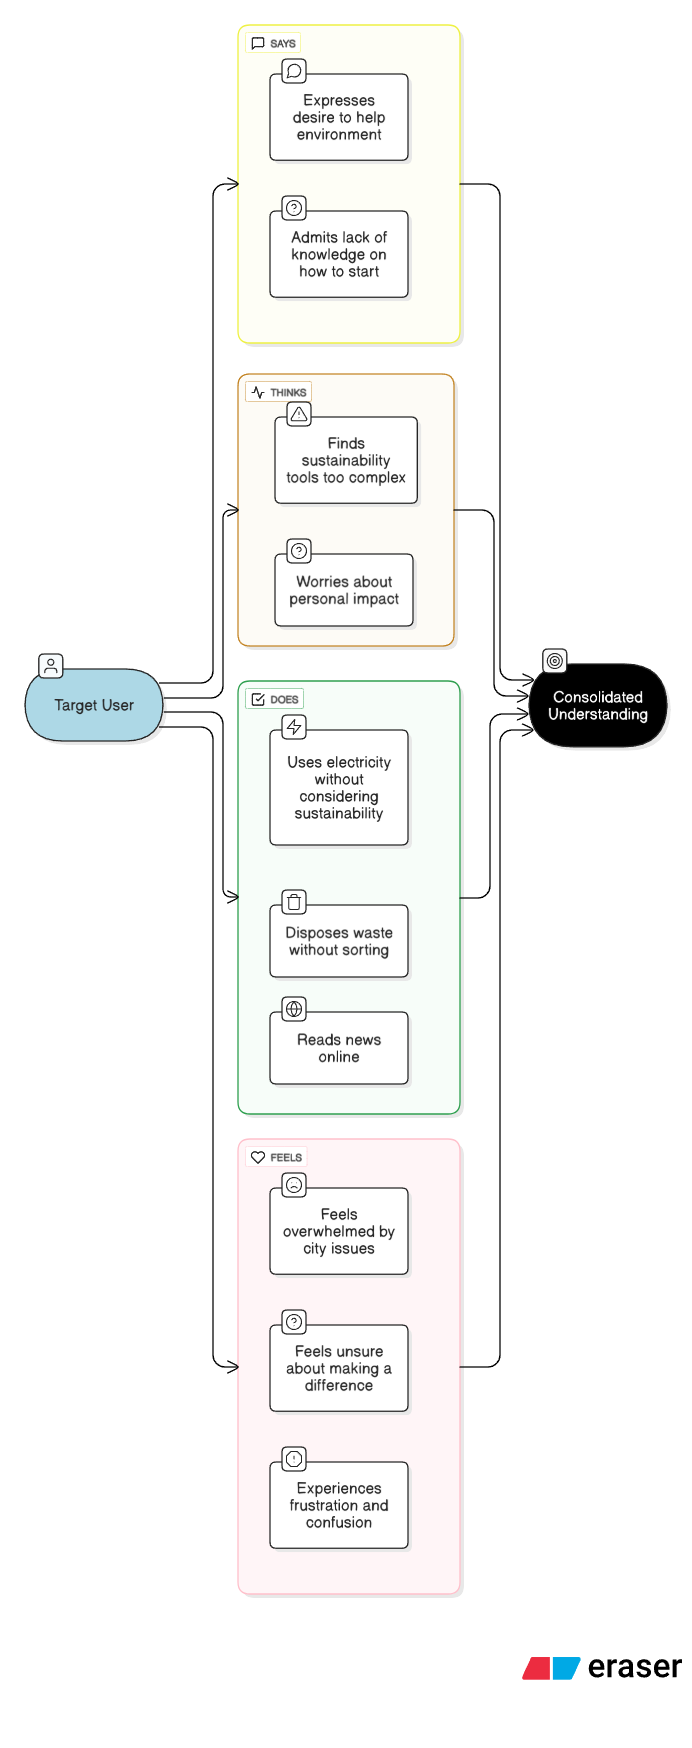 SAYS
Expresses
desire to help
environment
Admits lack of
knowledge on
how to start
THINKS
Finds
sustainability
tools too complex
Worries about
personal impact
Target User
Consolidated
Understanding
DOES
Uses electricity
without
considering
sustainability
Disposes waste
without sorting
Reads news
online
FEELS
Feels
overwhelmed by
city issues
Feels unsure
about making a
difference
Experiences
frustration and
confusion
eraser